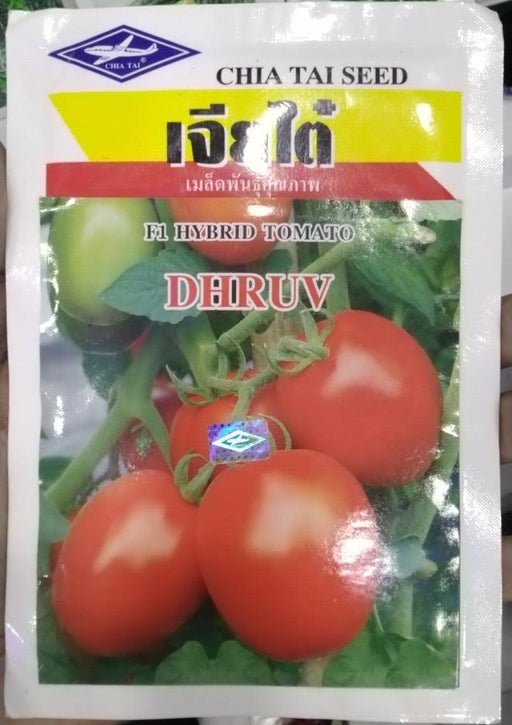 CHIA TAI®
CHIA TAI SEED
เจียไต๋
เมล็ดพันธุ์คุณภาพ
F1 HYBRID TOMATO
DHRUV